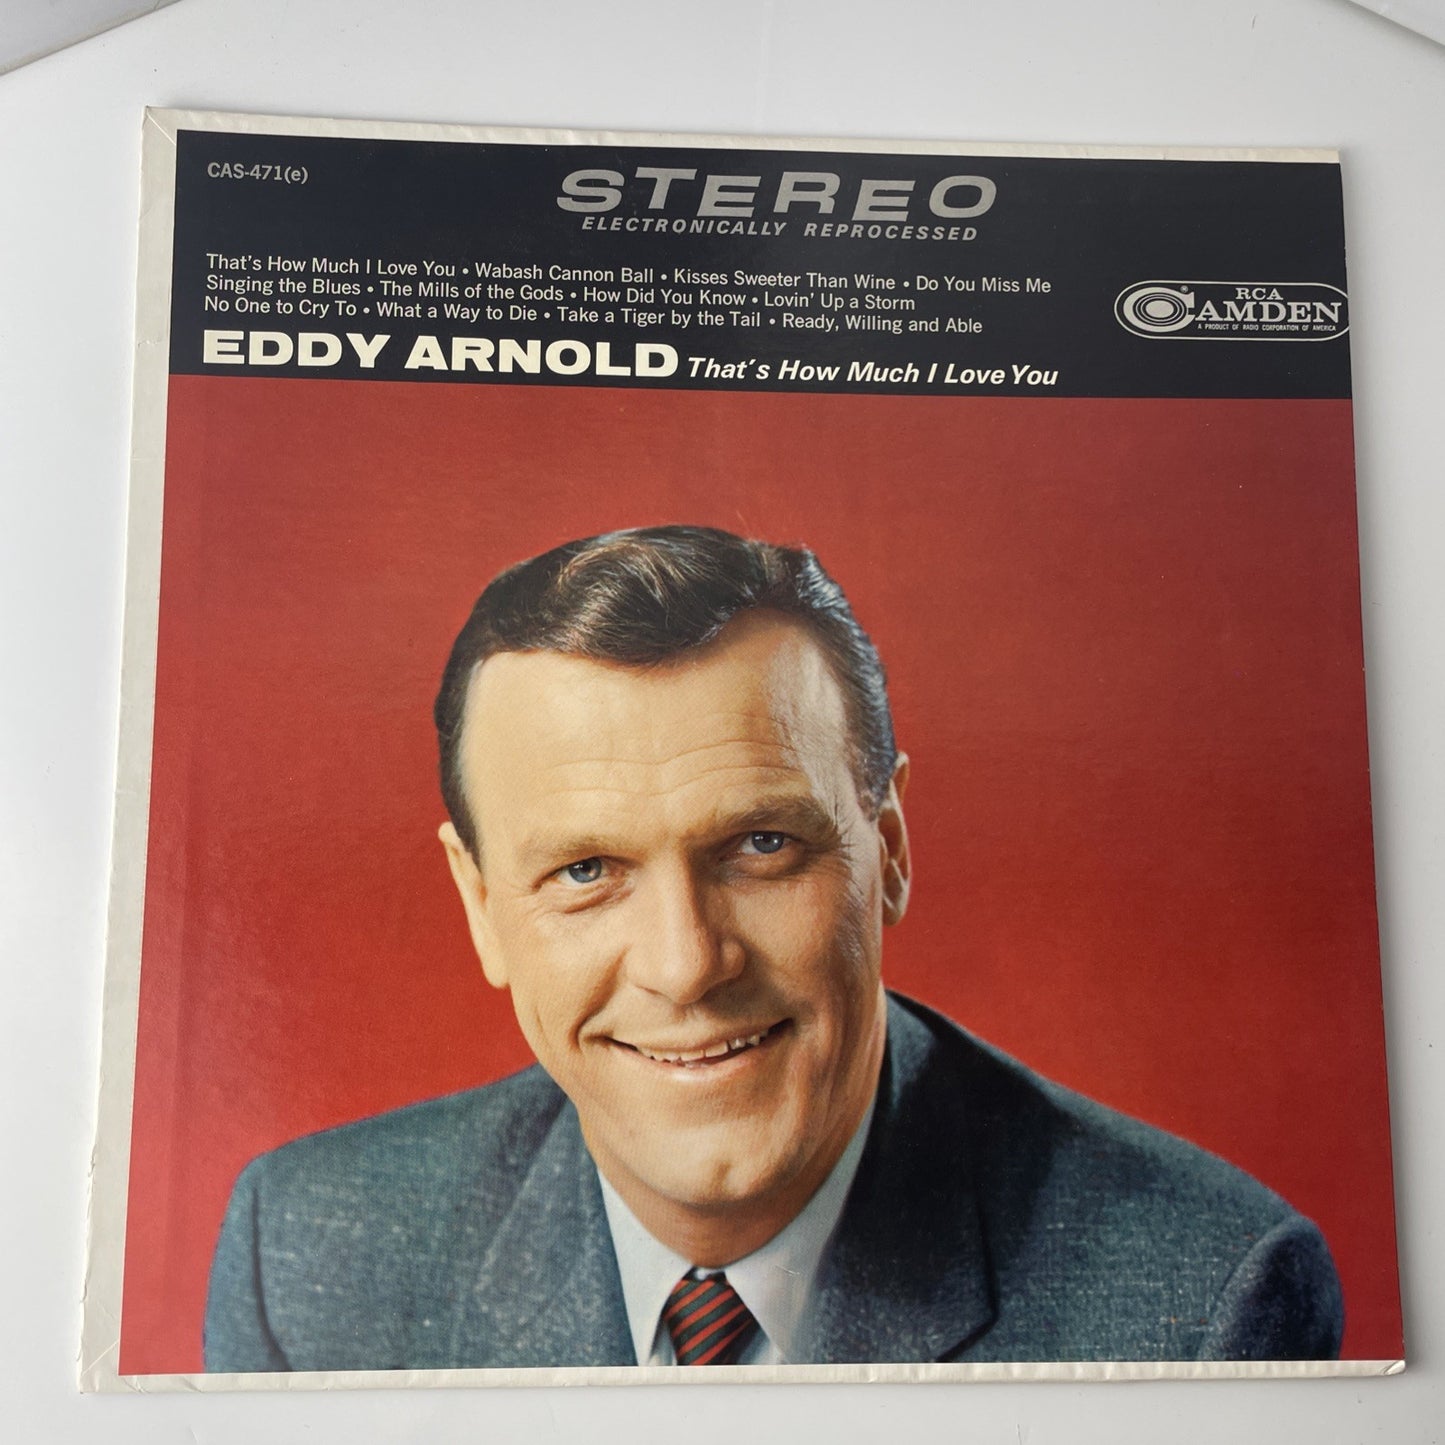 CAS-471(e)
STEREO
ELECTRONICALLY REPROCESSED
That's How Much I Love You • Wabash Cannon Ball • Kisses Sweeter Than Wine • Do You Miss Me
Singing the Blues • The Mills of the Gods • How Did You Know • Lovin' Up a Storm
No One to Cry To • What a Way to Die • Take a Tiger by the Tail • Ready, Willing and Able
RCA
CAMDEN
A PRODUCT OF RADIO CORPORATION OF AMERICA
EDDY ARNOLD That's How Much I Love You